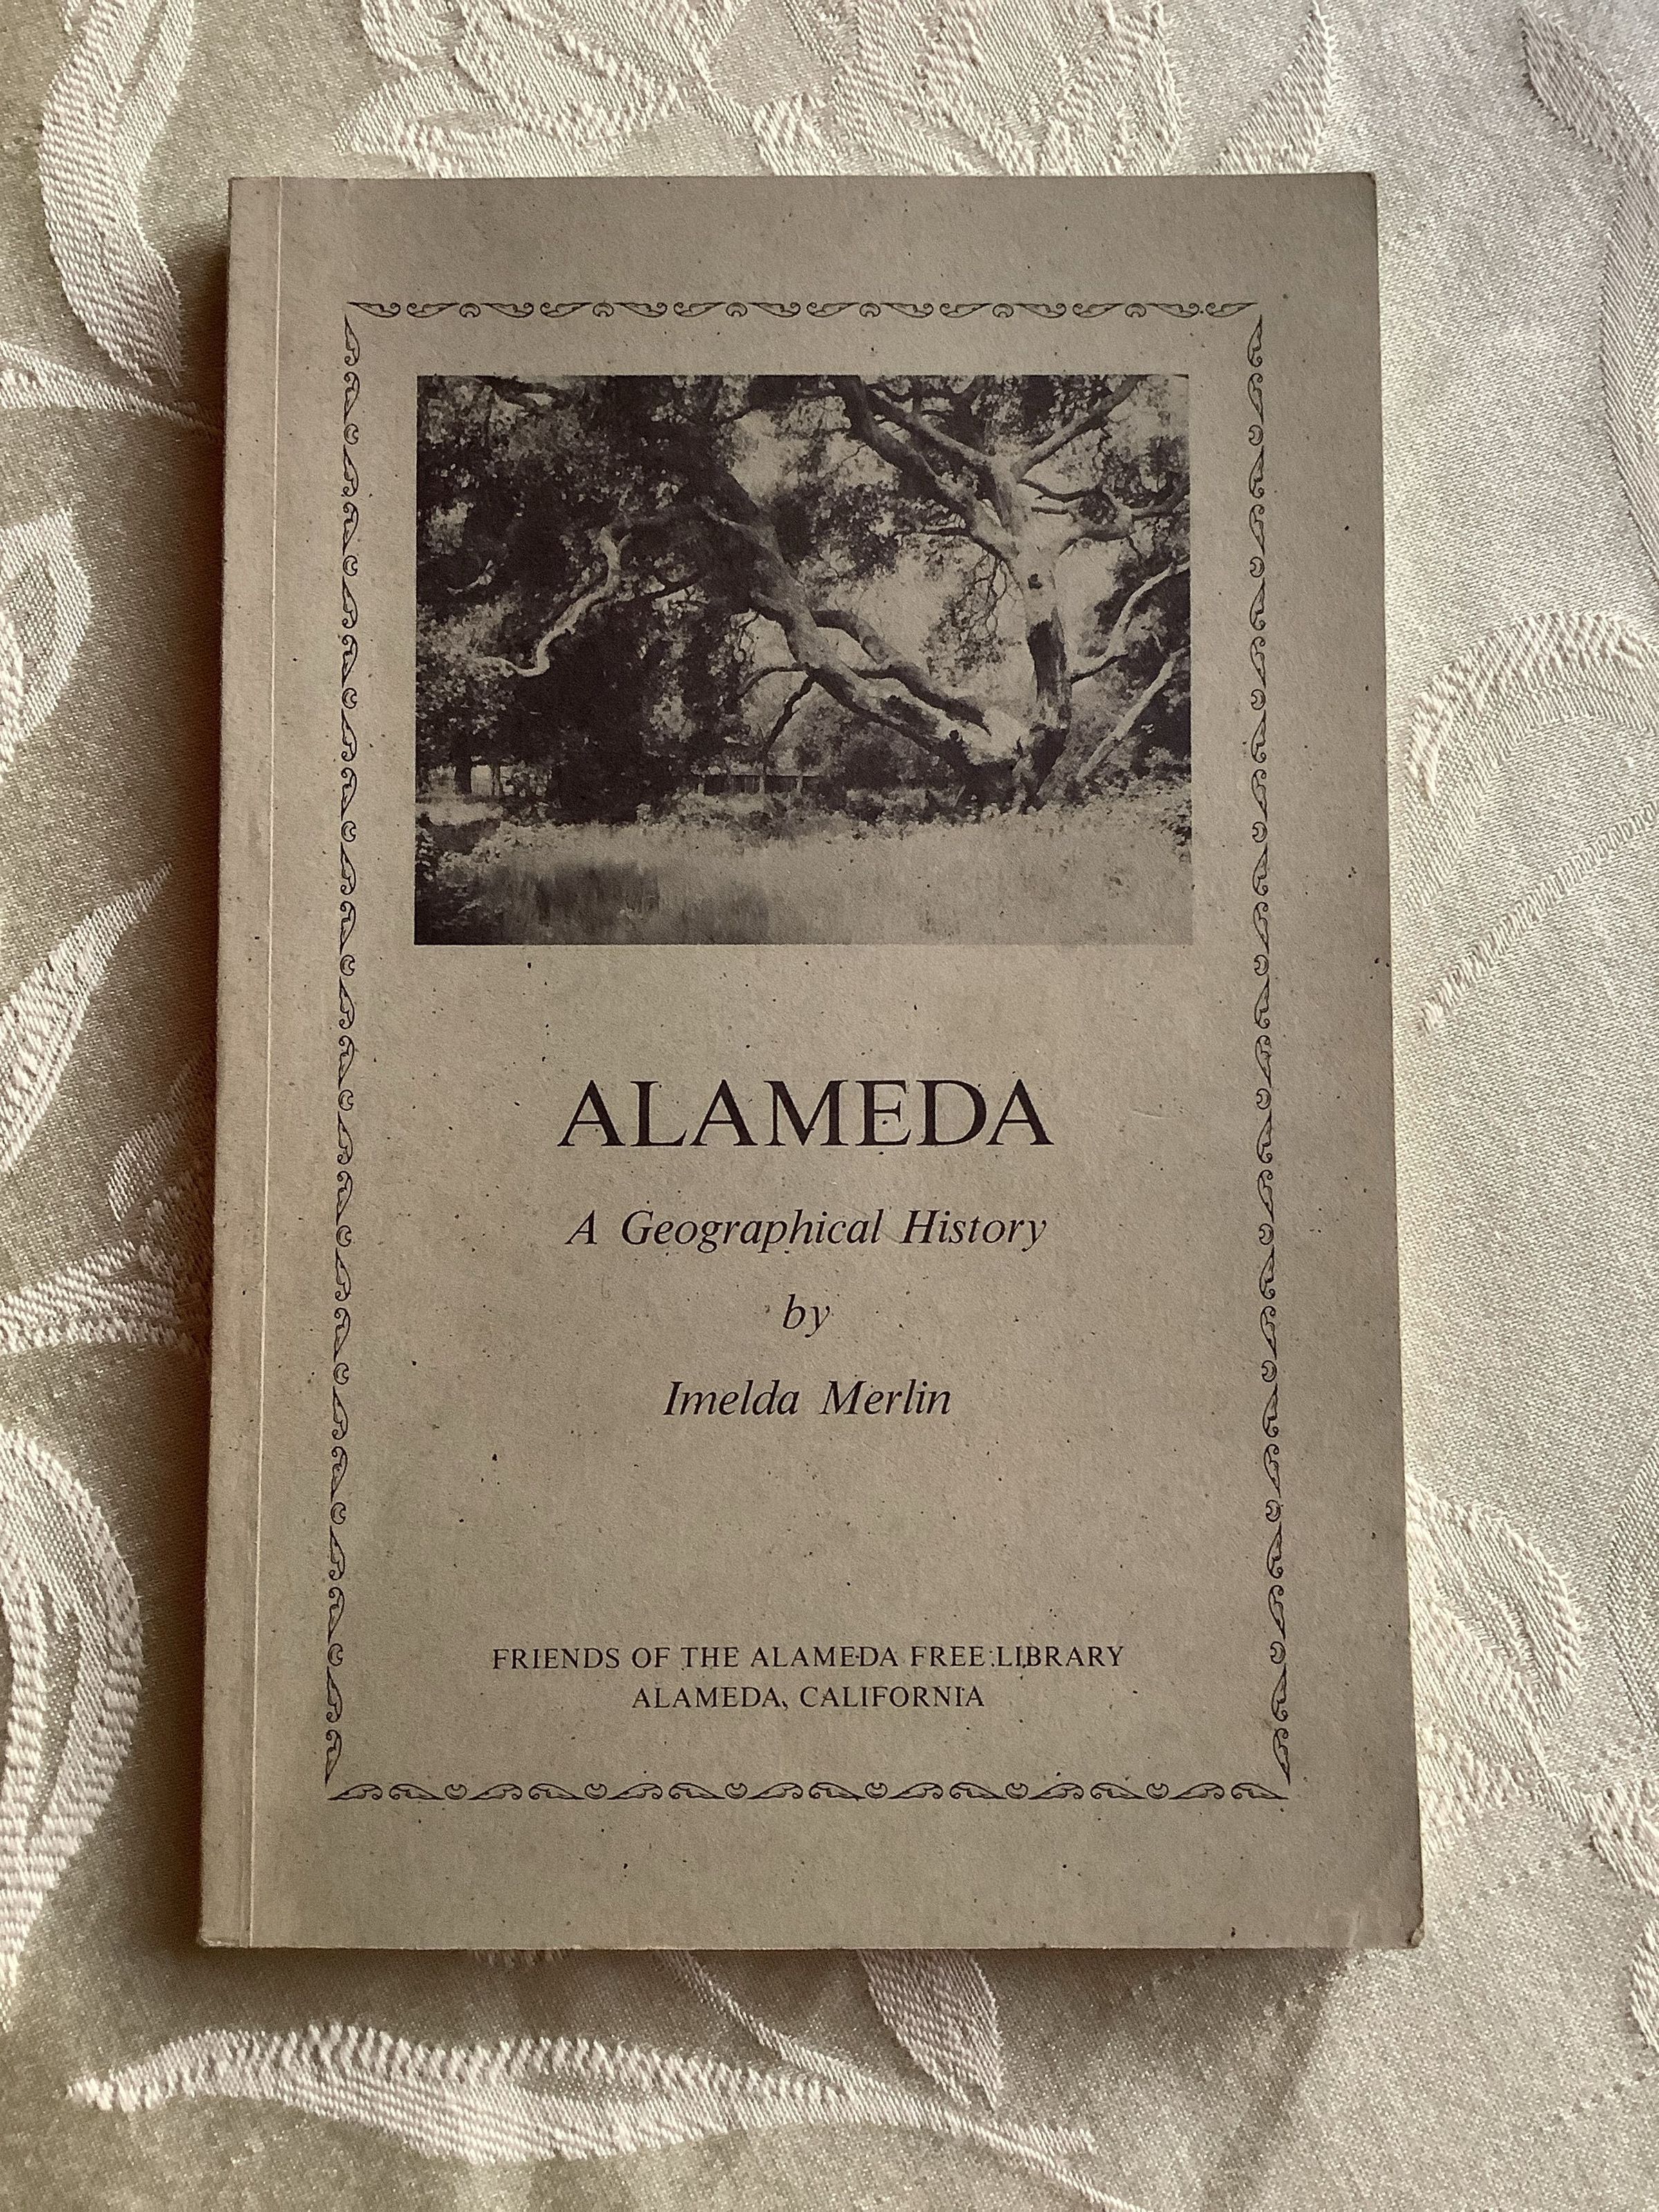 ALAMEDA
A Geographical History
by
Imelda Merlin
FRIENDS OF THE ALAMEDA FREE LIBRARY
ALAMEDA, CALIFORNIA